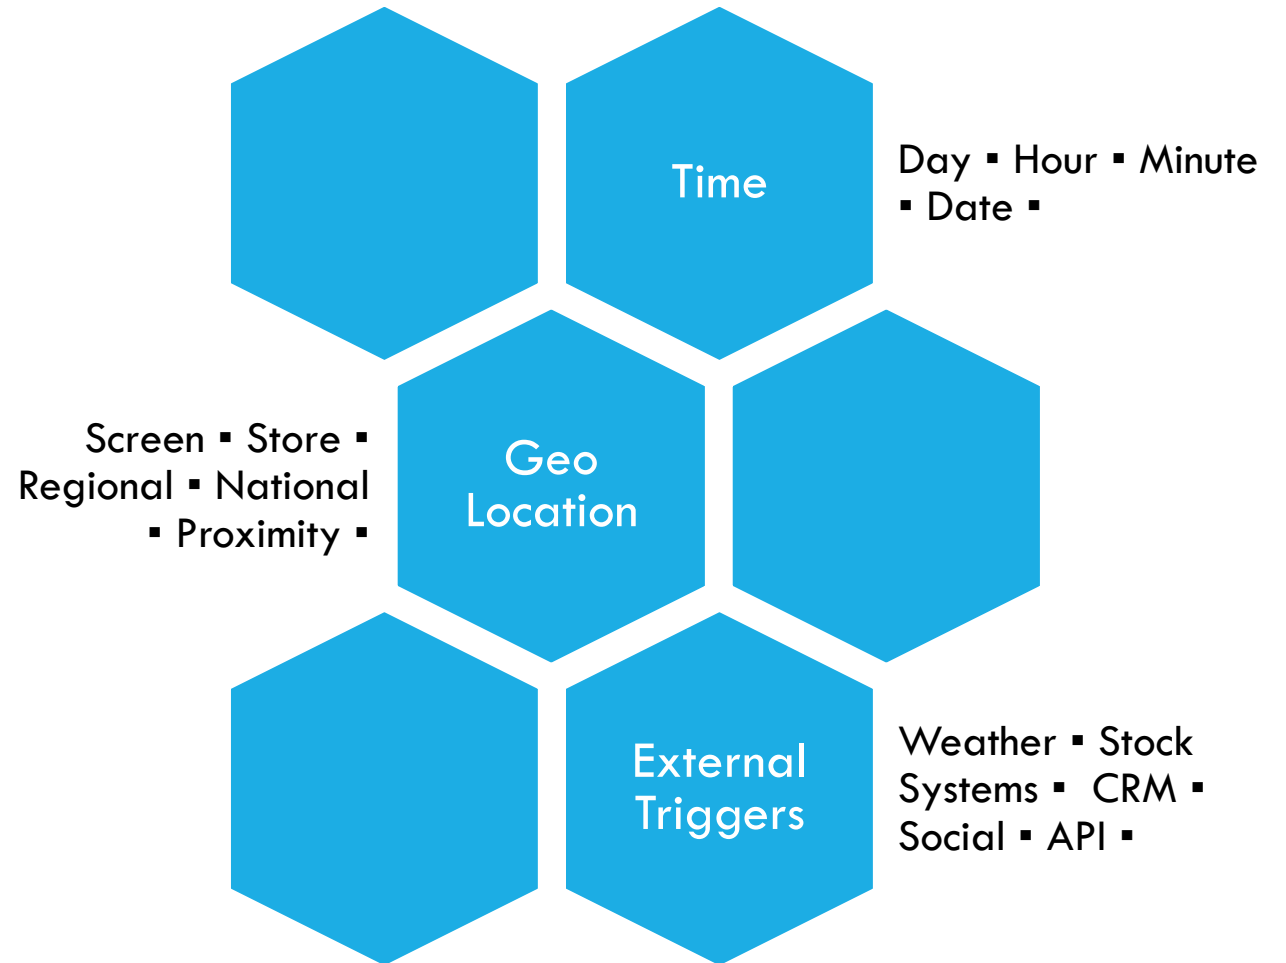 Time
Day ▪ Hour ▪ Minute
▪ Date ▪
Screen ▪ Store ▪
Regional ▪ National
▪ Proximity ▪
Geo
Location
External
Triggers
Weather ▪ Stock
Systems ▪ CRM ▪
Social ▪ API ▪